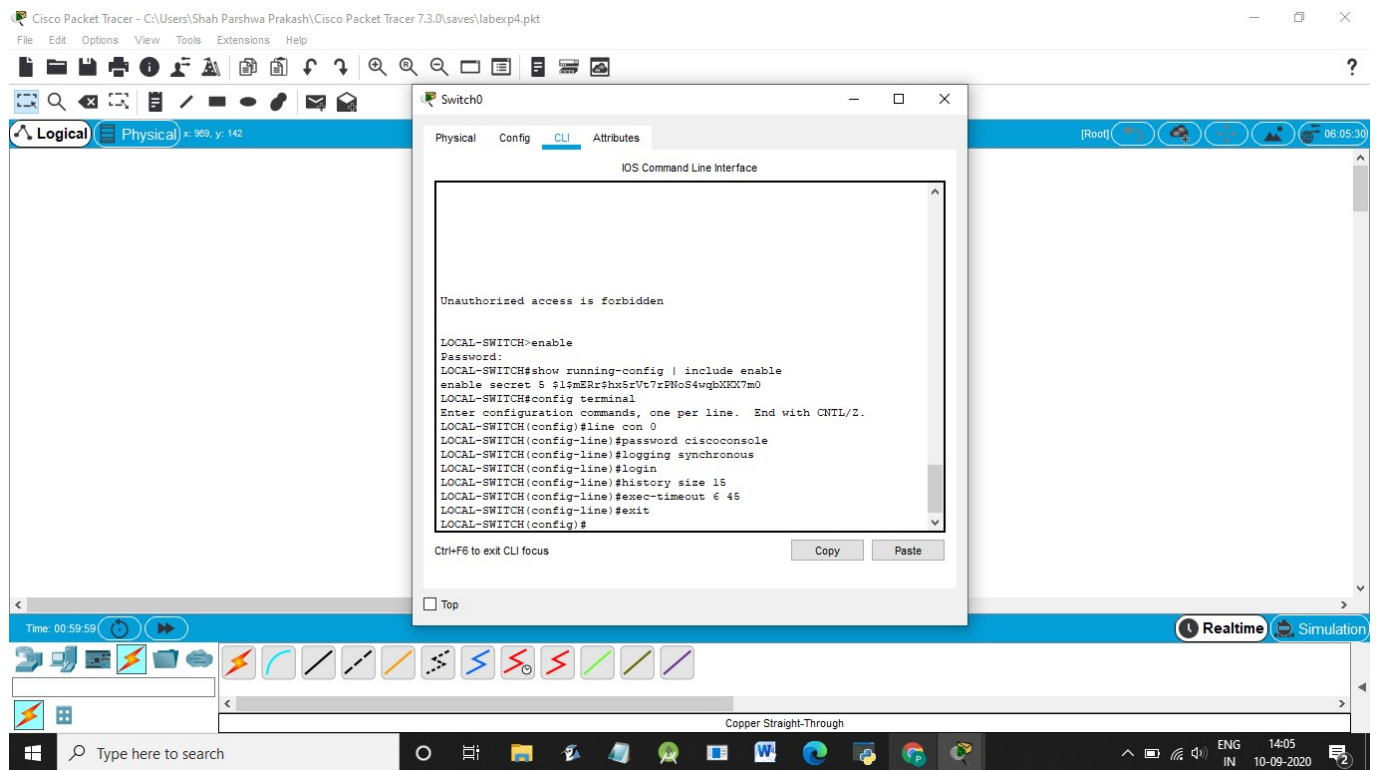 Cisco Packet Tracer - C:\Users\Shah Parshwa Prakash\Cisco Packet Tracer 7.3.0\saves\labexp4.pkt
File Edit Options View Tools Extensions Help
?
Switch0
Logical Physical x: 969, y: 142
[Root] 06:05:30
Physical Config CLI Attributes
IOS Command Line Interface
Unauthorized access is forbidden
LOCAL-SWITCH>enable
Password:
LOCAL-SWITCH#show running-config | include enable
enable secret 5 $1$mERr$hx5rVt7rPNoS4wqbXKX7m0
LOCAL-SWITCH#config terminal
Enter configuration commands, one per line. End with CNTL/Z.
LOCAL-SWITCH(config)#line con 0
LOCAL-SWITCH(config-line)#password ciscoconsole
LOCAL-SWITCH(config-line)#logging synchronous
LOCAL-SWITCH(config-line)#login
LOCAL-SWITCH(config-line)#history size 15
LOCAL-SWITCH(config-line)#exec-timeout 6 45
LOCAL-SWITCH(config-line)#exit
LOCAL-SWITCH(config)#
Ctrl+F6 to exit CLI focus
Copy Paste
Top
Time: 00:59:59
Realtime Simulation
Copper Straight-Through
Type here to search
ENG
IN
14:05
10-09-2020
2